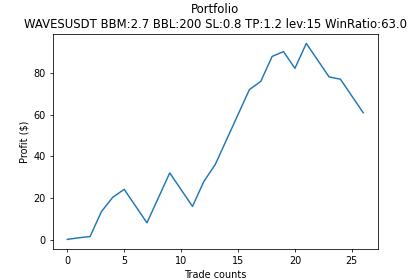 Portfolio
WAVESUSDT BBM:2.7 BBL:200 SL:0.8 TP:1.2 lev:15 WinRatio:63.0
80
60
40
20
0
Profit ($)
0 5 10 15 20 25
Trade counts